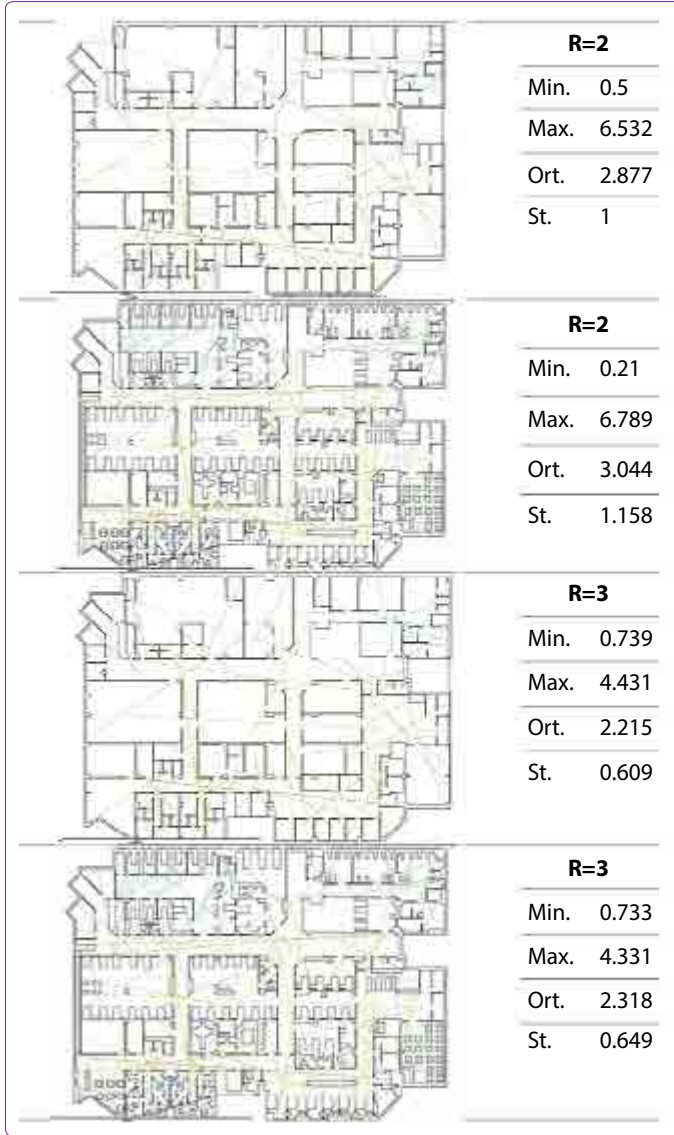 R=2
Min. 0.5
Max. 6.532
Ort. 2.877
St. 1
R=2
Min. 0.21
Max. 6.789
Ort. 3.044
St. 1.158
R=3
Min. 0.739
Max. 4.431
Ort. 2.215
St. 0.609
R=3
Min. 0.733
Max. 4.331
Ort. 2.318
St. 0.649